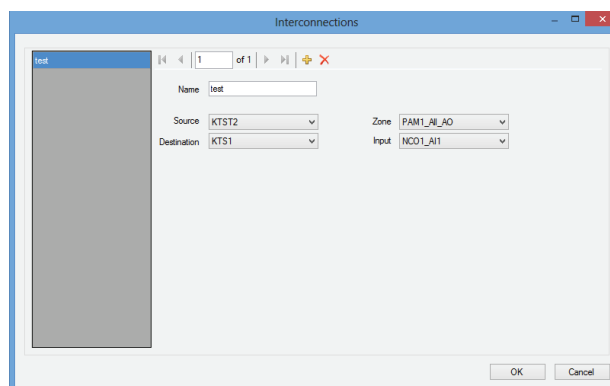 Interconnections
test
1 of 1
Name test
Source KTST2 Zone PAM1_All_AO
Destination KTS1 Input NCO1_AI1
OK Cancel